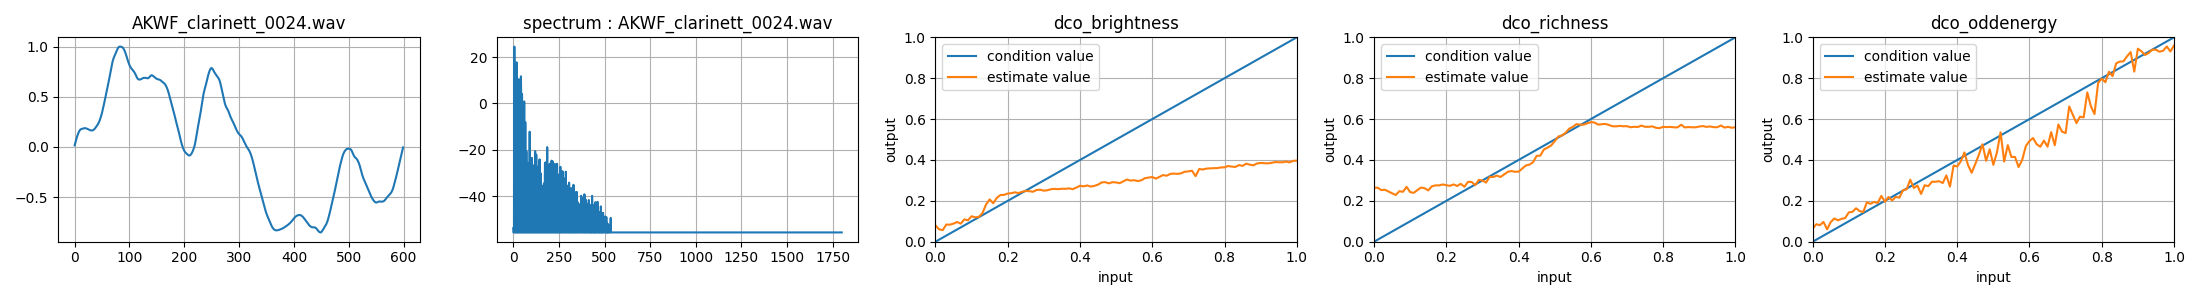 AKWF_clarinett_0024.wav
1.0
0.5
0.0
−0.5
0 100 200 300 400 500 600
spectrum : AKWF_clarinett_0024.wav
20
0
−20
−40
0 250 500 750 1000 1250 1500 1750
dco_brightness
condition value
estimate value
output
1.0
0.8
0.6
0.4
0.2
0.0
0.0 0.2 0.4 0.6 0.8 1.0
input
dco_richness
condition value
estimate value
output
1.0
0.8
0.6
0.4
0.2
0.0
0.0 0.2 0.4 0.6 0.8 1.0
input
dco_oddenergy
condition value
estimate value
output
1.0
0.8
0.6
0.4
0.2
0.0
0.0 0.2 0.4 0.6 0.8 1.0
input